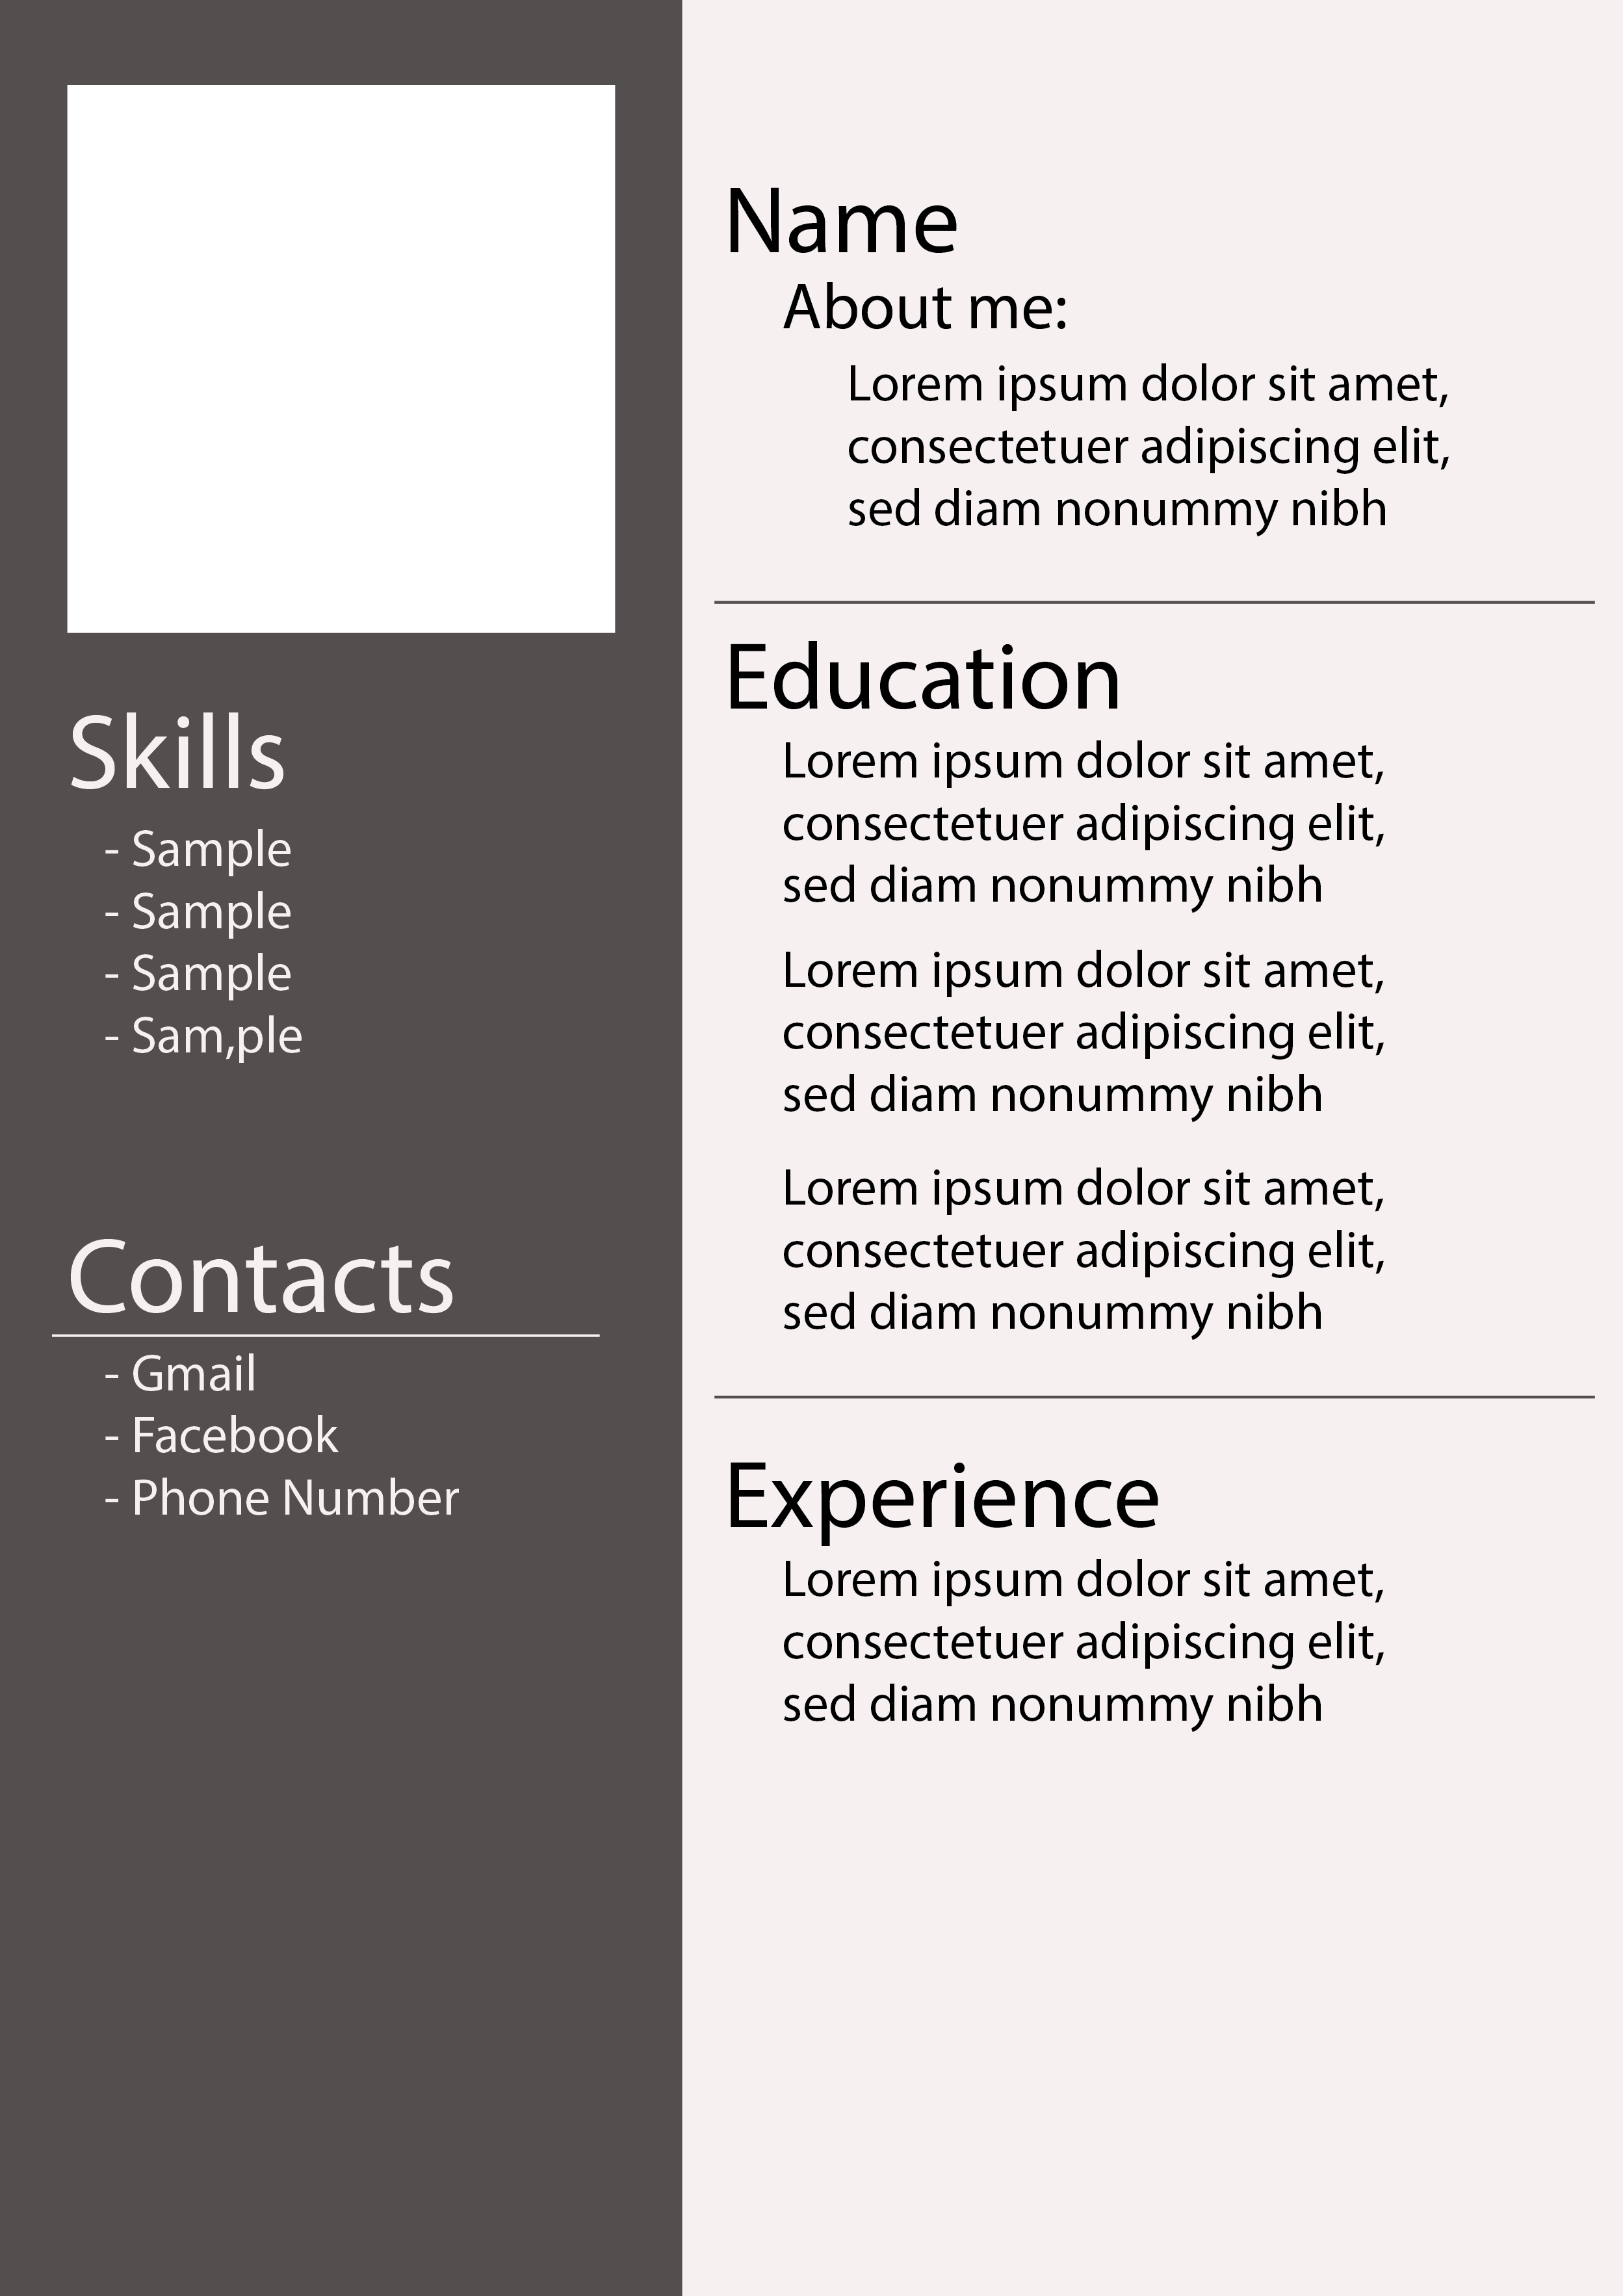 Skills
- Sample
- Sample
- Sample
- Sam,ple
Contacts
- Gmail
- Facebook
- Phone Number
Name
About me:
Lorem ipsum dolor sit amet,
consectetuer adipiscing elit,
sed diam nonummy nibh
Education
Lorem ipsum dolor sit amet,
consectetuer adipiscing elit,
sed diam nonummy nibh
Lorem ipsum dolor sit amet,
consectetuer adipiscing elit,
sed diam nonummy nibh
Lorem ipsum dolor sit amet,
consectetuer adipiscing elit,
sed diam nonummy nibh
Experience
Lorem ipsum dolor sit amet,
consectetuer adipiscing elit,
sed diam nonummy nibh